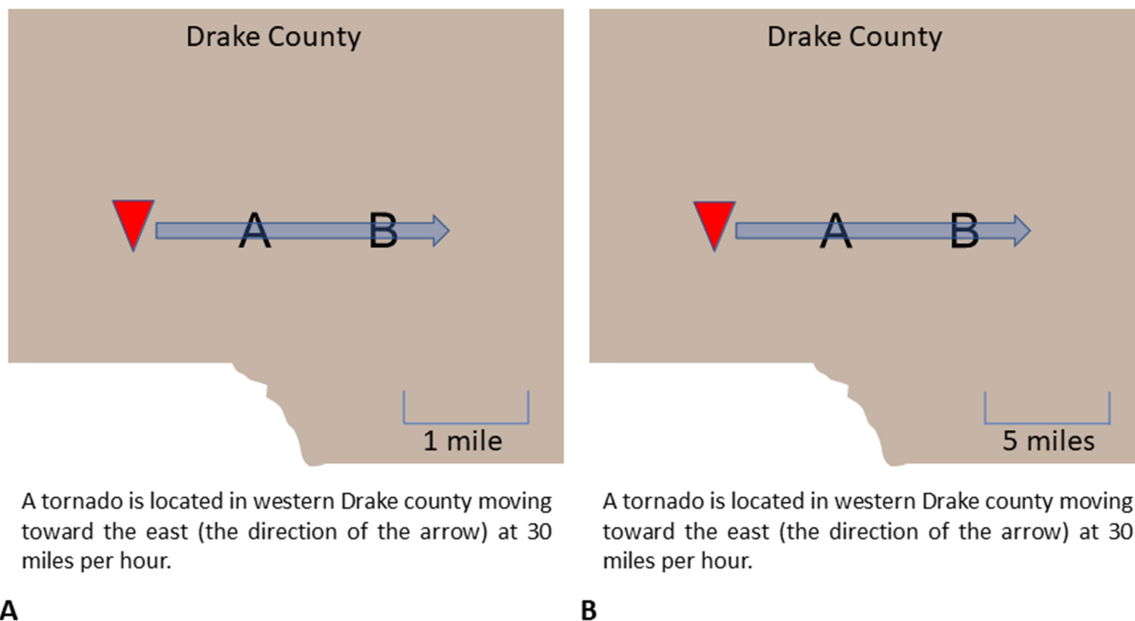 Drake County
A B
1 mile
A tornado is located in western Drake county moving
toward the east (the direction of the arrow) at 30
miles per hour.
A
Drake County
A B
5 miles
A tornado is located in western Drake county moving
toward the east (the direction of the arrow) at 30
miles per hour.
B